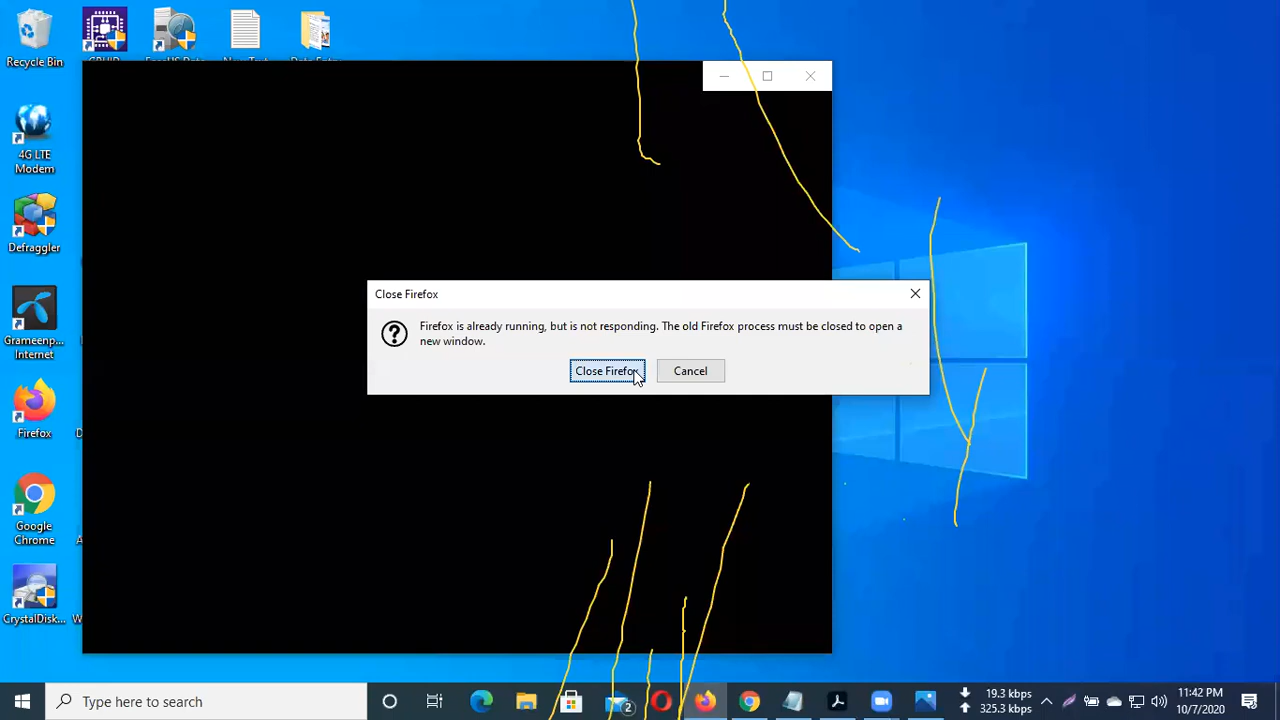 Recycle Bin
4G LTE
Modem
Defraggler
Grameenp...
Internet
Firefox
Google
Chrome
CrystalDisk...
Close Firefox
Firefox is already running, but is not responding. The old Firefox process must be closed to open a
new window.
Close Firefox
Cancel
Type here to search
2
19.3 kbps
325.3 kbps
11:42 PM
10/7/2020